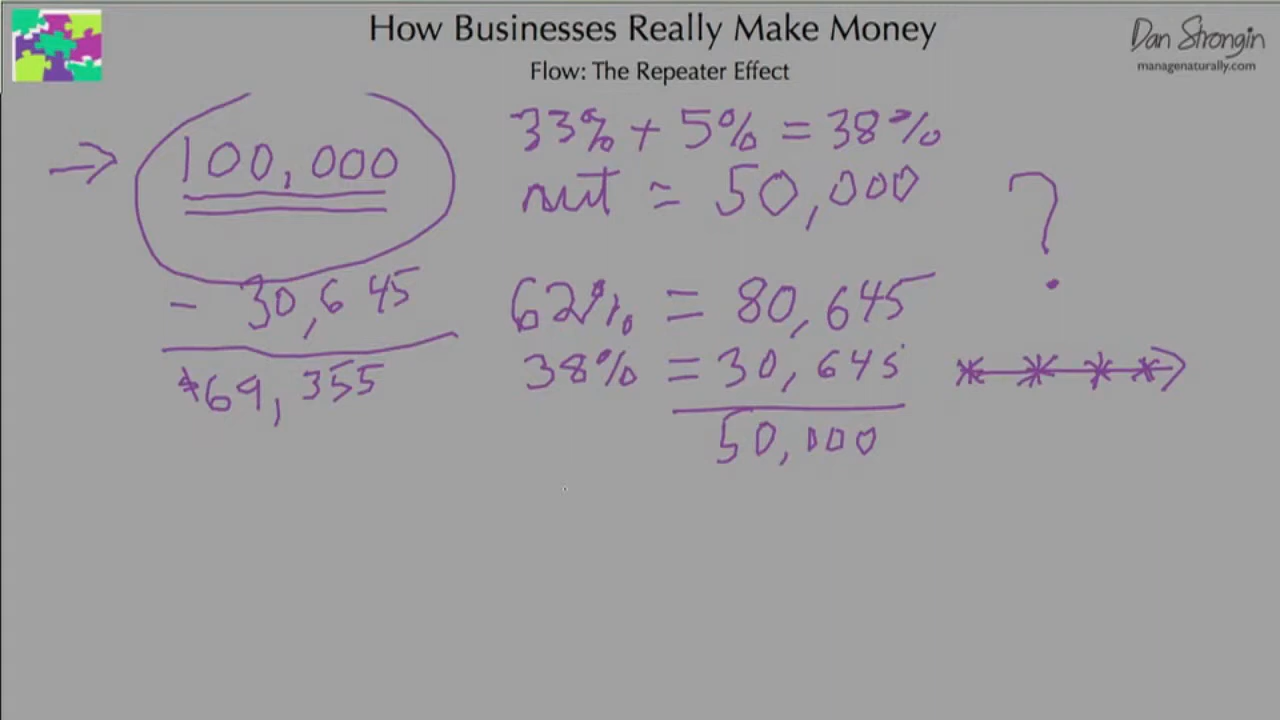 How Businesses Really Make Money
Flow: The Repeater Effect
Dan Strongin
managenaturally.com
→ 100,000
- 30,645
*69,355
33% + 5% = 38%
nut = 50,000
?
62% = 80,645
38% = 30,645
50,000